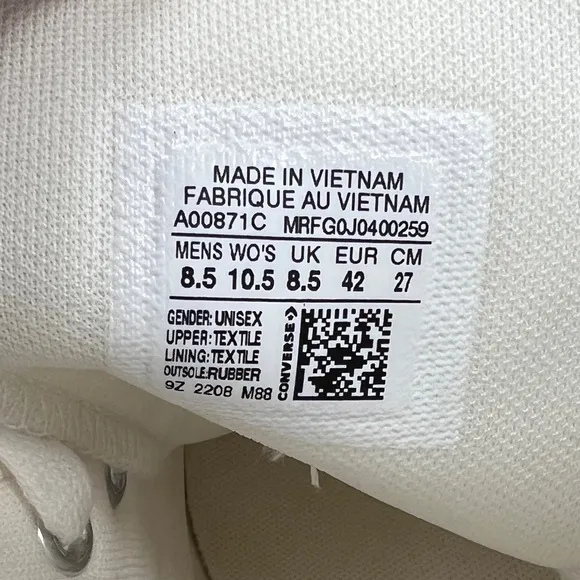 MADE IN VIETNAM
FABRIQUE AU VIETNAM
A00871C MRFG0J0400259
MENS WO'S UK EUR CM
8.5 10.5 8.5 42 27
GENDER: UNISEX
UPPER: TEXTILE
LINING: TEXTILE
OUTSOLE:RUBBER
9Z 2208 M88
CONVERSE